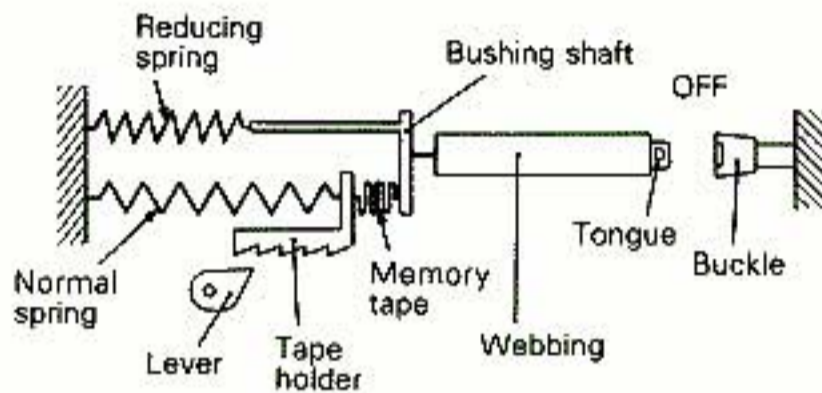 Reducing
spring
Bushing shaft
OFF
Normal
spring
Lever
Tape
holder
Memory
tape
Webbing
Tongue
Buckle